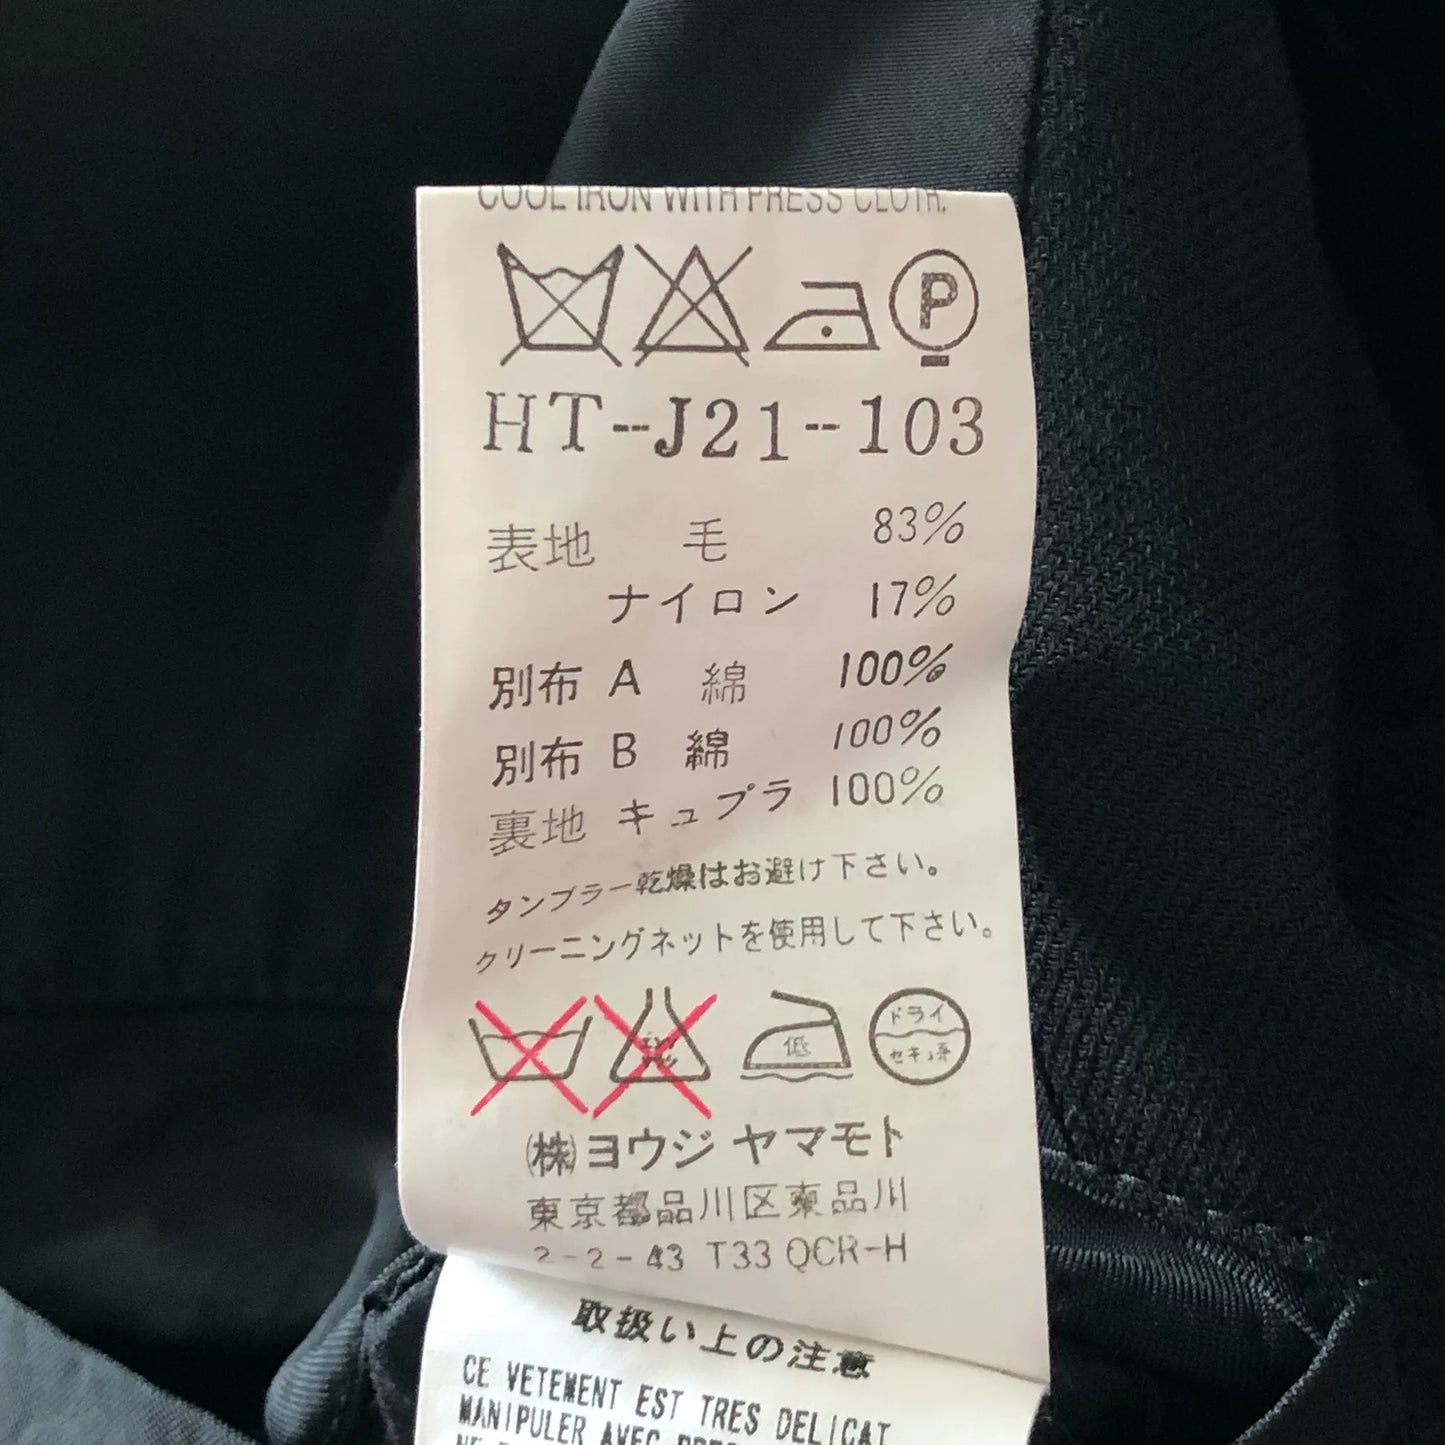 COOL IRON WITH PRESS CLOTH.
P
HT--J21--103
表地 毛 83%
ナイロン 17%
別布 A 綿 100%
別布 B 綿 100%
裏地 キュプラ 100%
タンブラー乾燥はお避け下さい。
クリーニングネットを使用して下さい。
低 ドライ
セキュ系
(株)ヨウジ ヤマモト
東京都品川区東品川
2-2-43 T33 QCR-H
取扱い上の注意
CE VETEMENT EST TRES DELICAT
MANIPULER AVEC